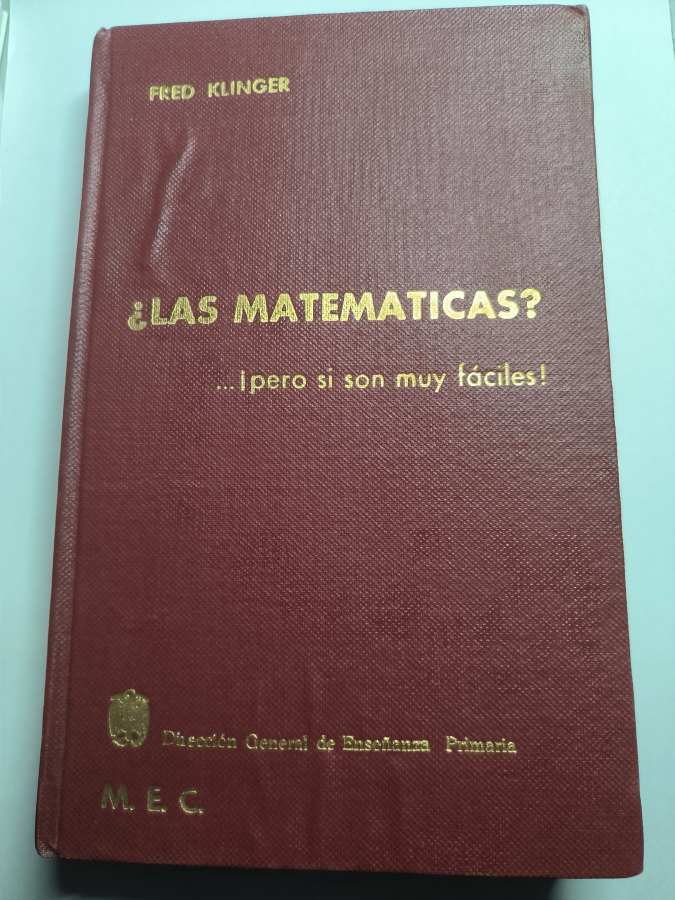 FRED KLINGER
¿LAS MATEMATICAS?
...¡pero si son muy fáciles!
Dirección General de Enseñanza Primaria
M. E. C.